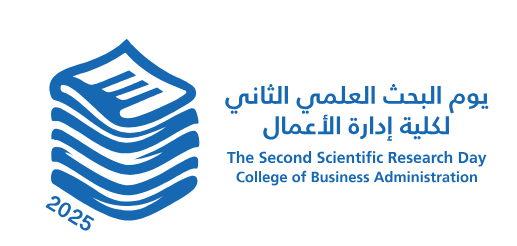 يوم البحث العلمي الثاني
لكلية إدارة الأعمال
The Second Scientific Research Day
College of Business Administration
2025